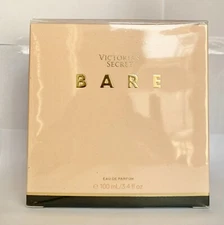 VICTORIA'S
SECRET
BARE
EAU DE PARFUM
℮ 100 mL / 3.4 fl oz